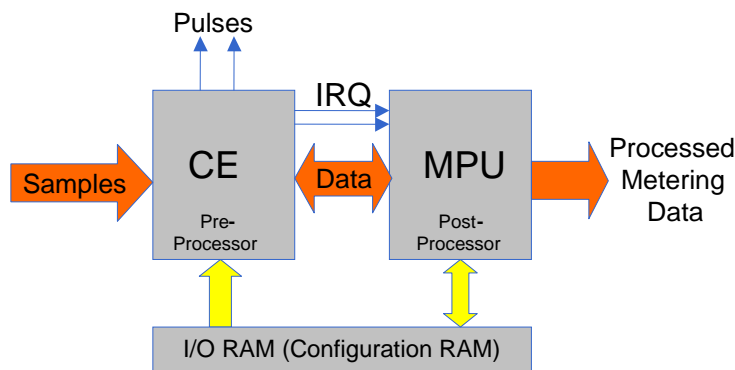 Pulses
IRQ
Samples
CE
Pre-
Processor
Data
MPU
Post-
Processor
Processed
Metering
Data
I/O RAM (Configuration RAM)